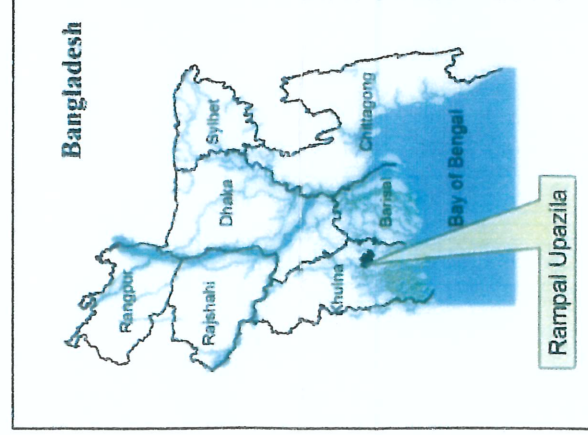 Bangladesh
Rangpur
Rajshahi
Dhaka
Sylhet
Khulna
Barisal
Chittagong
Bay of Bengal
Rampal Upazila